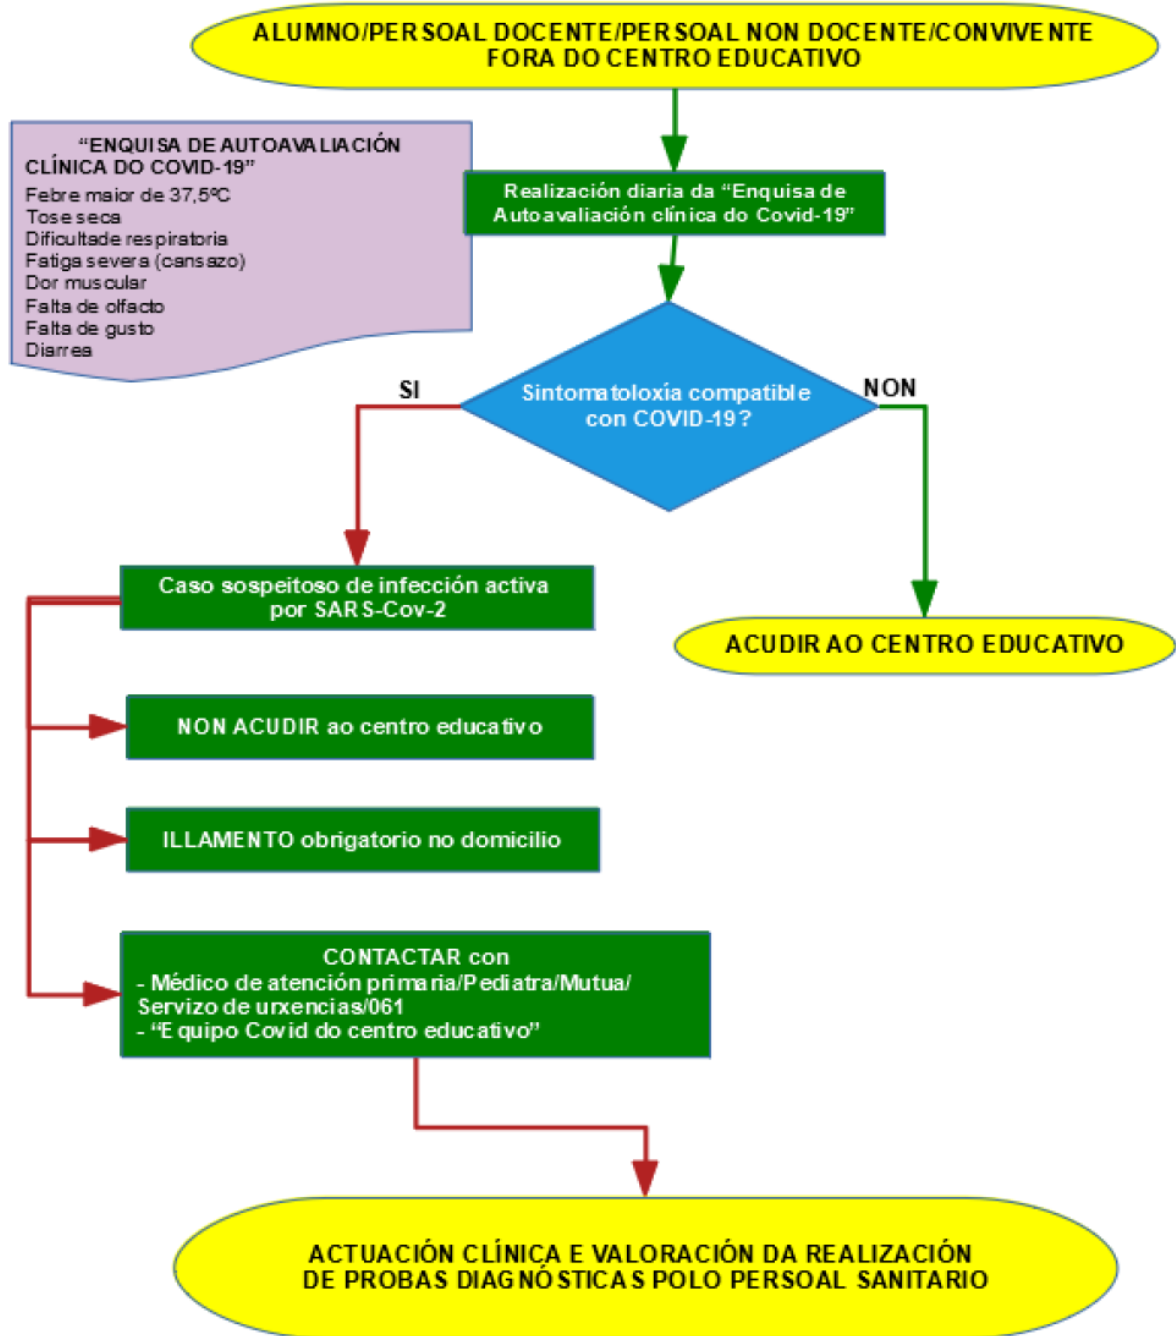 ALUMNO/PERSOAL DOCENTE/PERSOAL NON DOCENTE/CONVIVENTE
FORA DO CENTRO EDUCATIVO
“ENQUISA DE AUTOAVALIACIÓN
CLÍNICA DO COVID-19”
Febre maior de 37,5ºC
Tose seca
Dificultade respiratoria
Fatiga severa (cansazo)
Dor muscular
Falta de olfacto
Falta de gusto
Diarrea
Realización diaria da “Enquisa de
Autoavaliación clínica do Covid-19”
Sintomatoloxía compatible
con COVID-19?
SI
NON
Caso sospeitoso de infección activa
por SARS-Cov-2
ACUDIR AO CENTRO EDUCATIVO
NON ACUDIR ao centro educativo
ILLAMENTO obrigatorio no domicilio
CONTACTAR con
- Médico de atención primaria/Pediatra/Mutua/
Servizo de urxencias/061
- “Equipo Covid do centro educativo”
ACTUACIÓN CLÍNICA E VALORACIÓN DA REALIZACIÓN
DE PROBAS DIAGNÓSTICAS POLO PERSOAL SANITARIO